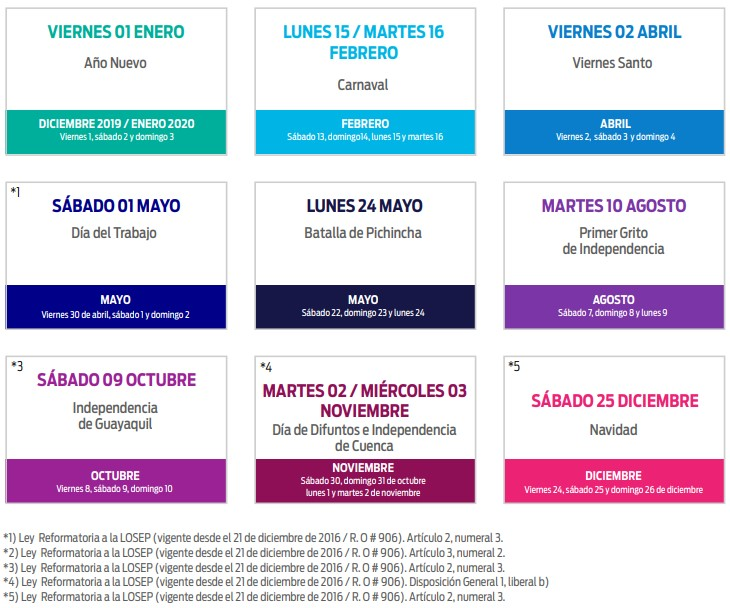 VIERNES 01 ENERO
Año Nuevo
DICIEMBRE 2019 / ENERO 2020
Viernes 1, sábado 2 y domingo 3
LUNES 15 / MARTES 16
FEBRERO
Carnaval
FEBRERO
Sábado 13, domingo14, lunes 15 y martes 16
VIERNES 02 ABRIL
Viernes Santo
ABRIL
Viernes 2, sábado 3 y domingo 4
*1
SÁBADO 01 MAYO
Día del Trabajo
MAYO
Viernes 30 de abril, sábado 1 y domingo 2
LUNES 24 MAYO
Batalla de Pichincha
MAYO
Sábado 22, domingo 23 y lunes 24
MARTES 10 AGOSTO
Primer Grito
de Independencia
AGOSTO
Sábado 7, domingo 8 y lunes 9
*3
SÁBADO 09 OCTUBRE
Independencia
de Guayaquil
OCTUBRE
Viernes 8, sábado 9, domingo 10
*4
MARTES 02 / MIÉRCOLES 03
NOVIEMBRE
Día de Difuntos e Independencia
de Cuenca
NOVIEMBRE
Sábado 30, domingo 31 de octubre
lunes 1 y martes 2 de noviembre
*5
SÁBADO 25 DICIEMBRE
Navidad
DICIEMBRE
Viernes 24, sábado 25 y domingo 26 de diciembre
*1) Ley Reformatoria a la LOSEP (vigente desde el 21 de diciembre de 2016 / R. O # 906). Artículo 2, numeral 3.
*2) Ley Reformatoria a la LOSEP (vigente desde el 21 de diciembre de 2016 / R. O # 906). Artículo 3, numeral 2.
*3) Ley Reformatoria a la LOSEP (vigente desde el 21 de diciembre de 2016 / R. O # 906). Artículo 2, numeral 3.
*4) Ley Reformatoria a la LOSEP (vigente desde el 21 de diciembre de 2016 / R. O # 906). Disposición General 1, liberal b)
*5) Ley Reformatoria a la LOSEP (vigente desde el 21 de diciembre de 2016 / R. O # 906). Artículo 2, numeral 3.